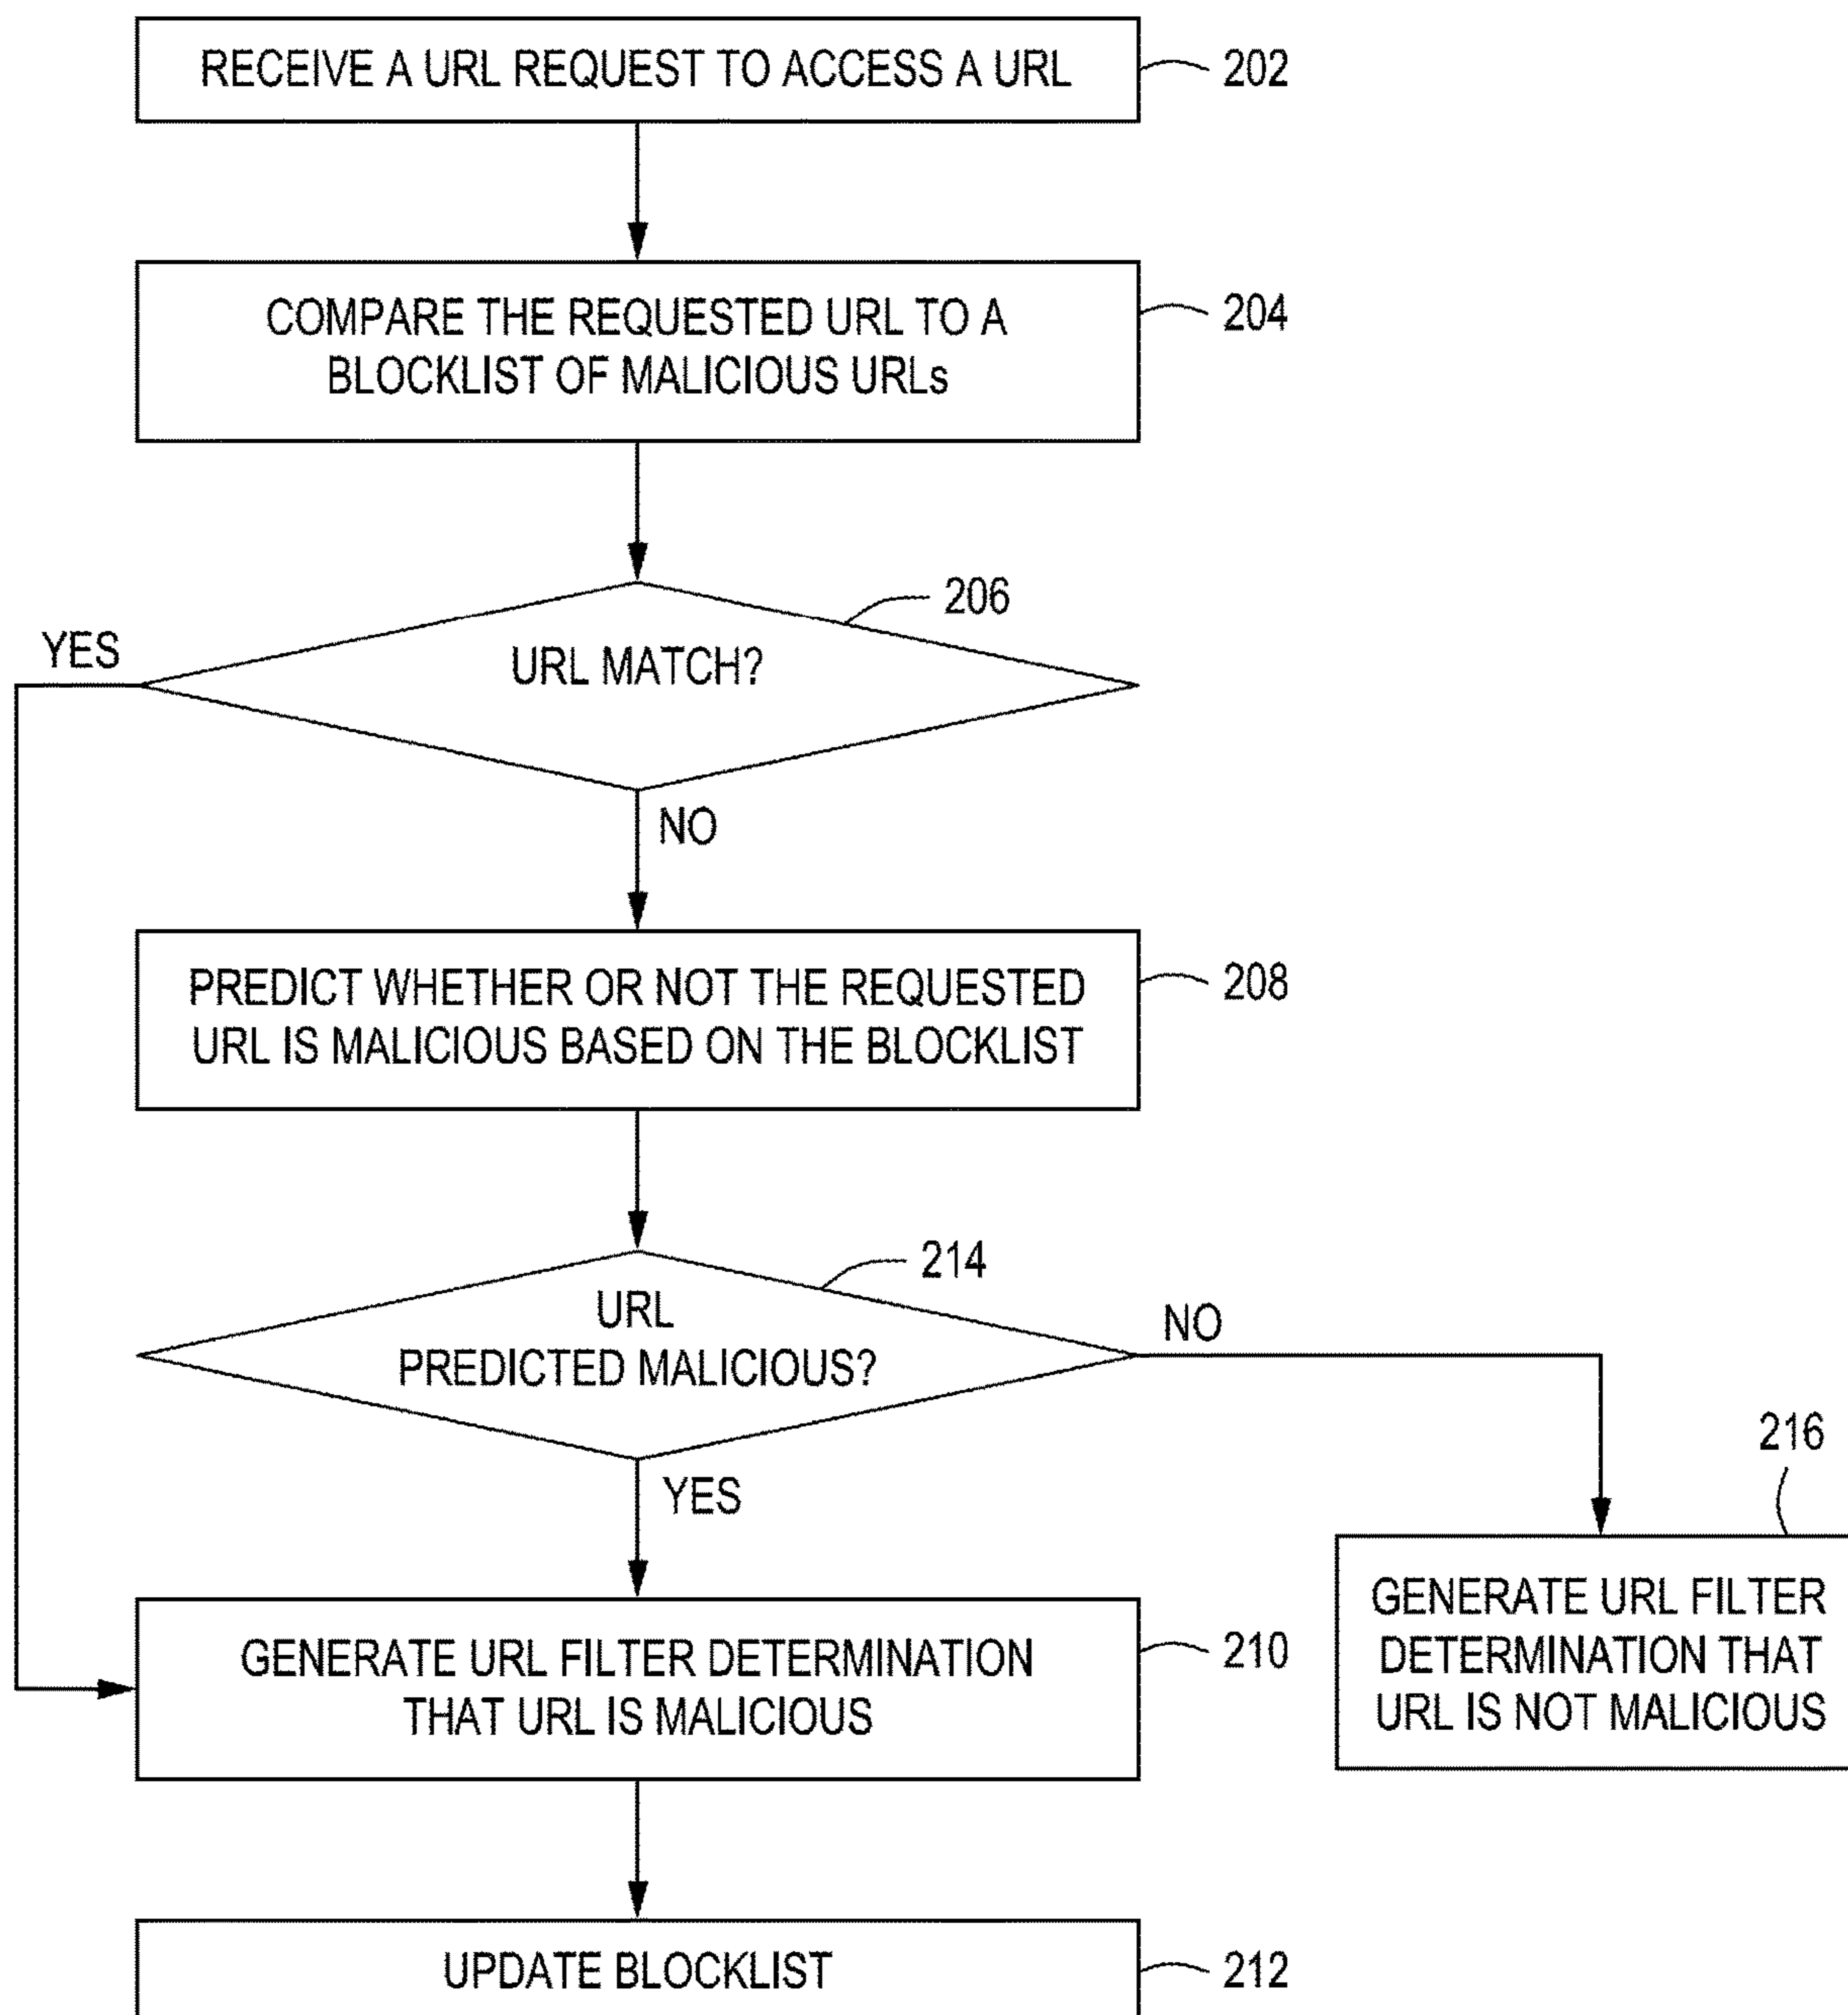 RECEIVE A URL REQUEST TO ACCESS A URL
202
COMPARE THE REQUESTED URL TO A
BLOCKLIST OF MALICIOUS URLs
204
206
YES
URL MATCH?
NO
PREDICT WHETHER OR NOT THE REQUESTED
URL IS MALICIOUS BASED ON THE BLOCKLIST
208
214
URL
PREDICTED MALICIOUS?
NO
YES
216
GENERATE URL FILTER DETERMINATION
THAT URL IS MALICIOUS
210
GENERATE URL FILTER
DETERMINATION THAT
URL IS NOT MALICIOUS
UPDATE BLOCKLIST
212